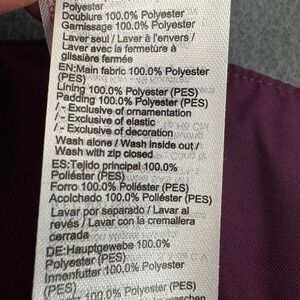 Polyester
Doublure 100.0% Polyester
Garnissage 100.0% Polyester
Laver seul / Laver à l'envers /
Laver avec la fermeture à
glissière fermée
EN:Main fabric 100.0% Polyester
(PES)
Lining 100.0% Polyester (PES)
Padding 100.0% Polyester (PES)
/ - Exclusive of ornamentation
/ - Exclusive of elastic
/ - Exclusive of decoration
Wash alone / Wash inside out /
Wash with zip closed
ES:Tejido principal 100.0%
Poliéster (PES)
Forro 100.0% Poliéster (PES)
Acolchado 100.0% Poliéster (PES)
Lavar por separado / Lavar al
revés / Lavar con la cremallera
cerrada
DE:Hauptgewebe 100.0%
Polyester (PES)
Innenfutter 100.0% Polyester
(PES)
100.0% Polyester (PES)